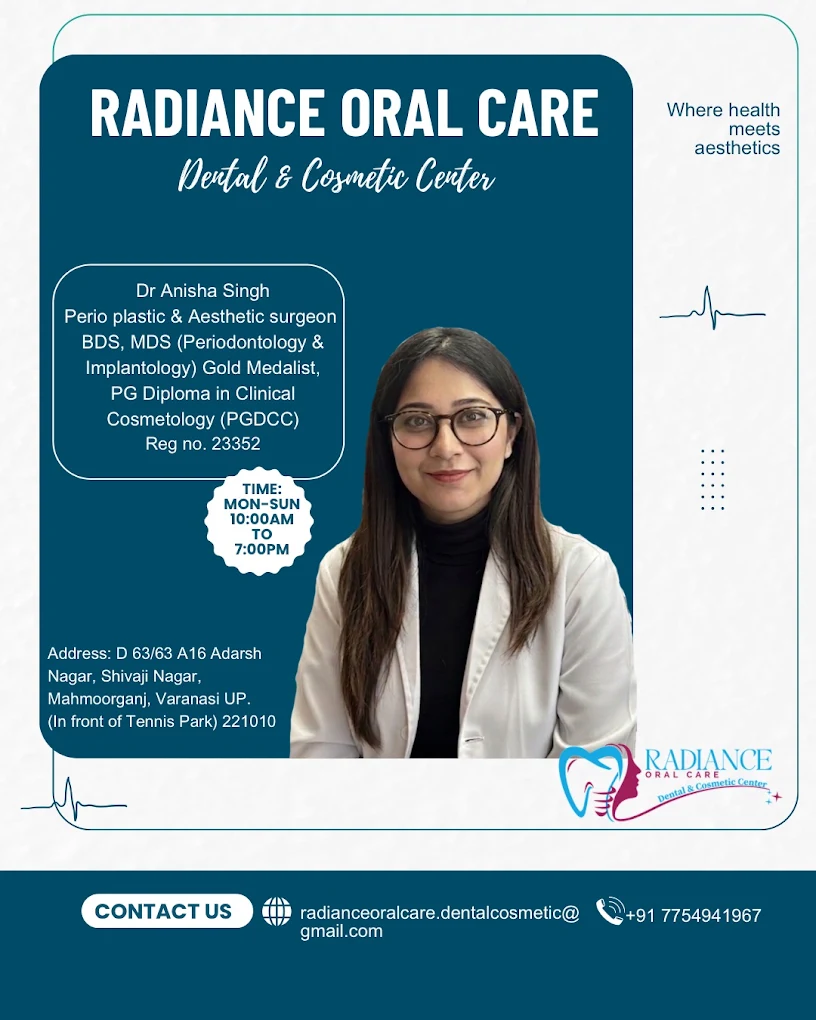 RADIANCE ORAL CARE
Dental & Cosmetic Center
Where health
meets
aesthetics
Dr Anisha Singh
Perio plastic & Aesthetic surgeon
BDS, MDS (Periodontology &
Implantology) Gold Medalist,
PG Diploma in Clinical
Cosmetology (PGDCC)
Reg no. 23352
TIME:
MON-SUN
10:00AM
TO
7:00PM
Address: D 63/63 A16 Adarsh
Nagar, Shivaji Nagar,
Mahmoorganj, Varanasi UP.
(In front of Tennis Park) 221010
RADIANCE
ORAL CARE
Dental & Cosmetic Center
CONTACT US
radianceoralcare.dentalcosmetic@
gmail.com
+91 7754941967